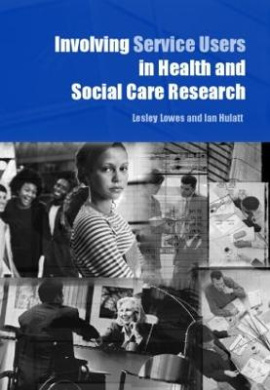 Involving Service Users
in Health and
Social Care Research
Lesley Lowes and Ian Hulatt